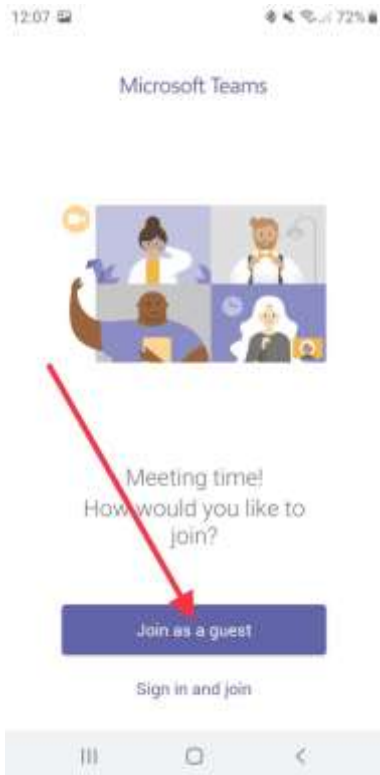 12:07 72%
Microsoft Teams
Meeting time!
How would you like to
join?
Join as a guest
Sign in and join